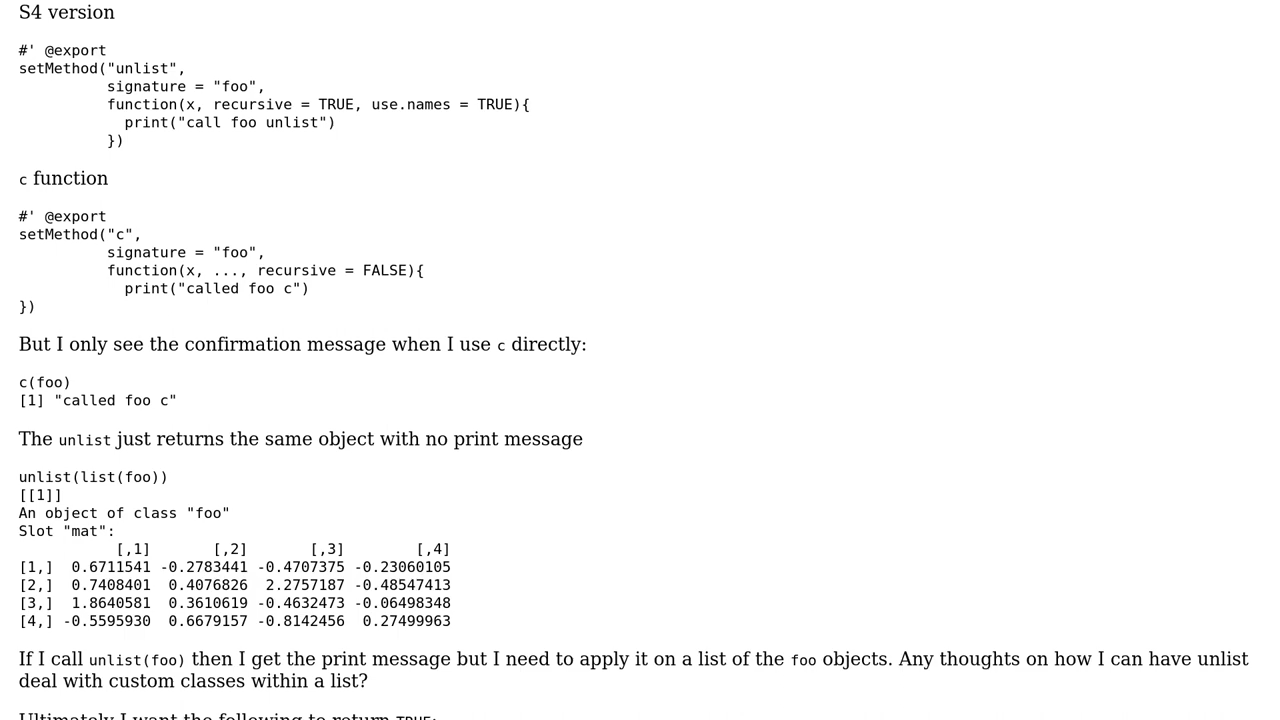 S4 version
#' @export
setMethod("unlist",
          signature = "foo",
          function(x, recursive = TRUE, use.names = TRUE){
            print("call foo unlist")
          })
c function
#' @export
setMethod("c",
          signature = "foo",
          function(x, ..., recursive = FALSE){
            print("called foo c")
})
But I only see the confirmation message when I use c directly:
c(foo)
[1] "called foo c"
The unlist just returns the same object with no print message
unlist(list(foo))
[[1]]
An object of class "foo"
Slot "mat":
           [,1]       [,2]       [,3]        [,4]
[1,]  0.6711541 -0.2783441 -0.4707375 -0.23060105
[2,]  0.7408401  0.4076826  2.2757187 -0.48547413
[3,]  1.8640581  0.3610619 -0.4632473 -0.06498348
[4,] -0.5595930  0.6679157 -0.8142456  0.27499963
If I call unlist(foo) then I get the print message but I need to apply it on a list of the foo objects. Any thoughts on how I can have unlist
deal with custom classes within a list?
Ultimately I want the following to return TRUE: